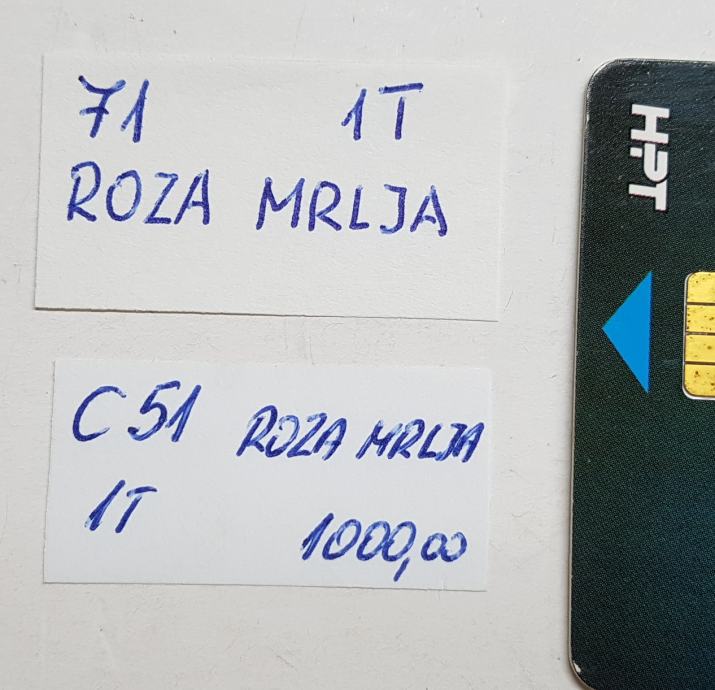 71 1T
ROZA MRLJA
C 51 ROZA MRLJA
1T 1000,00
HPT